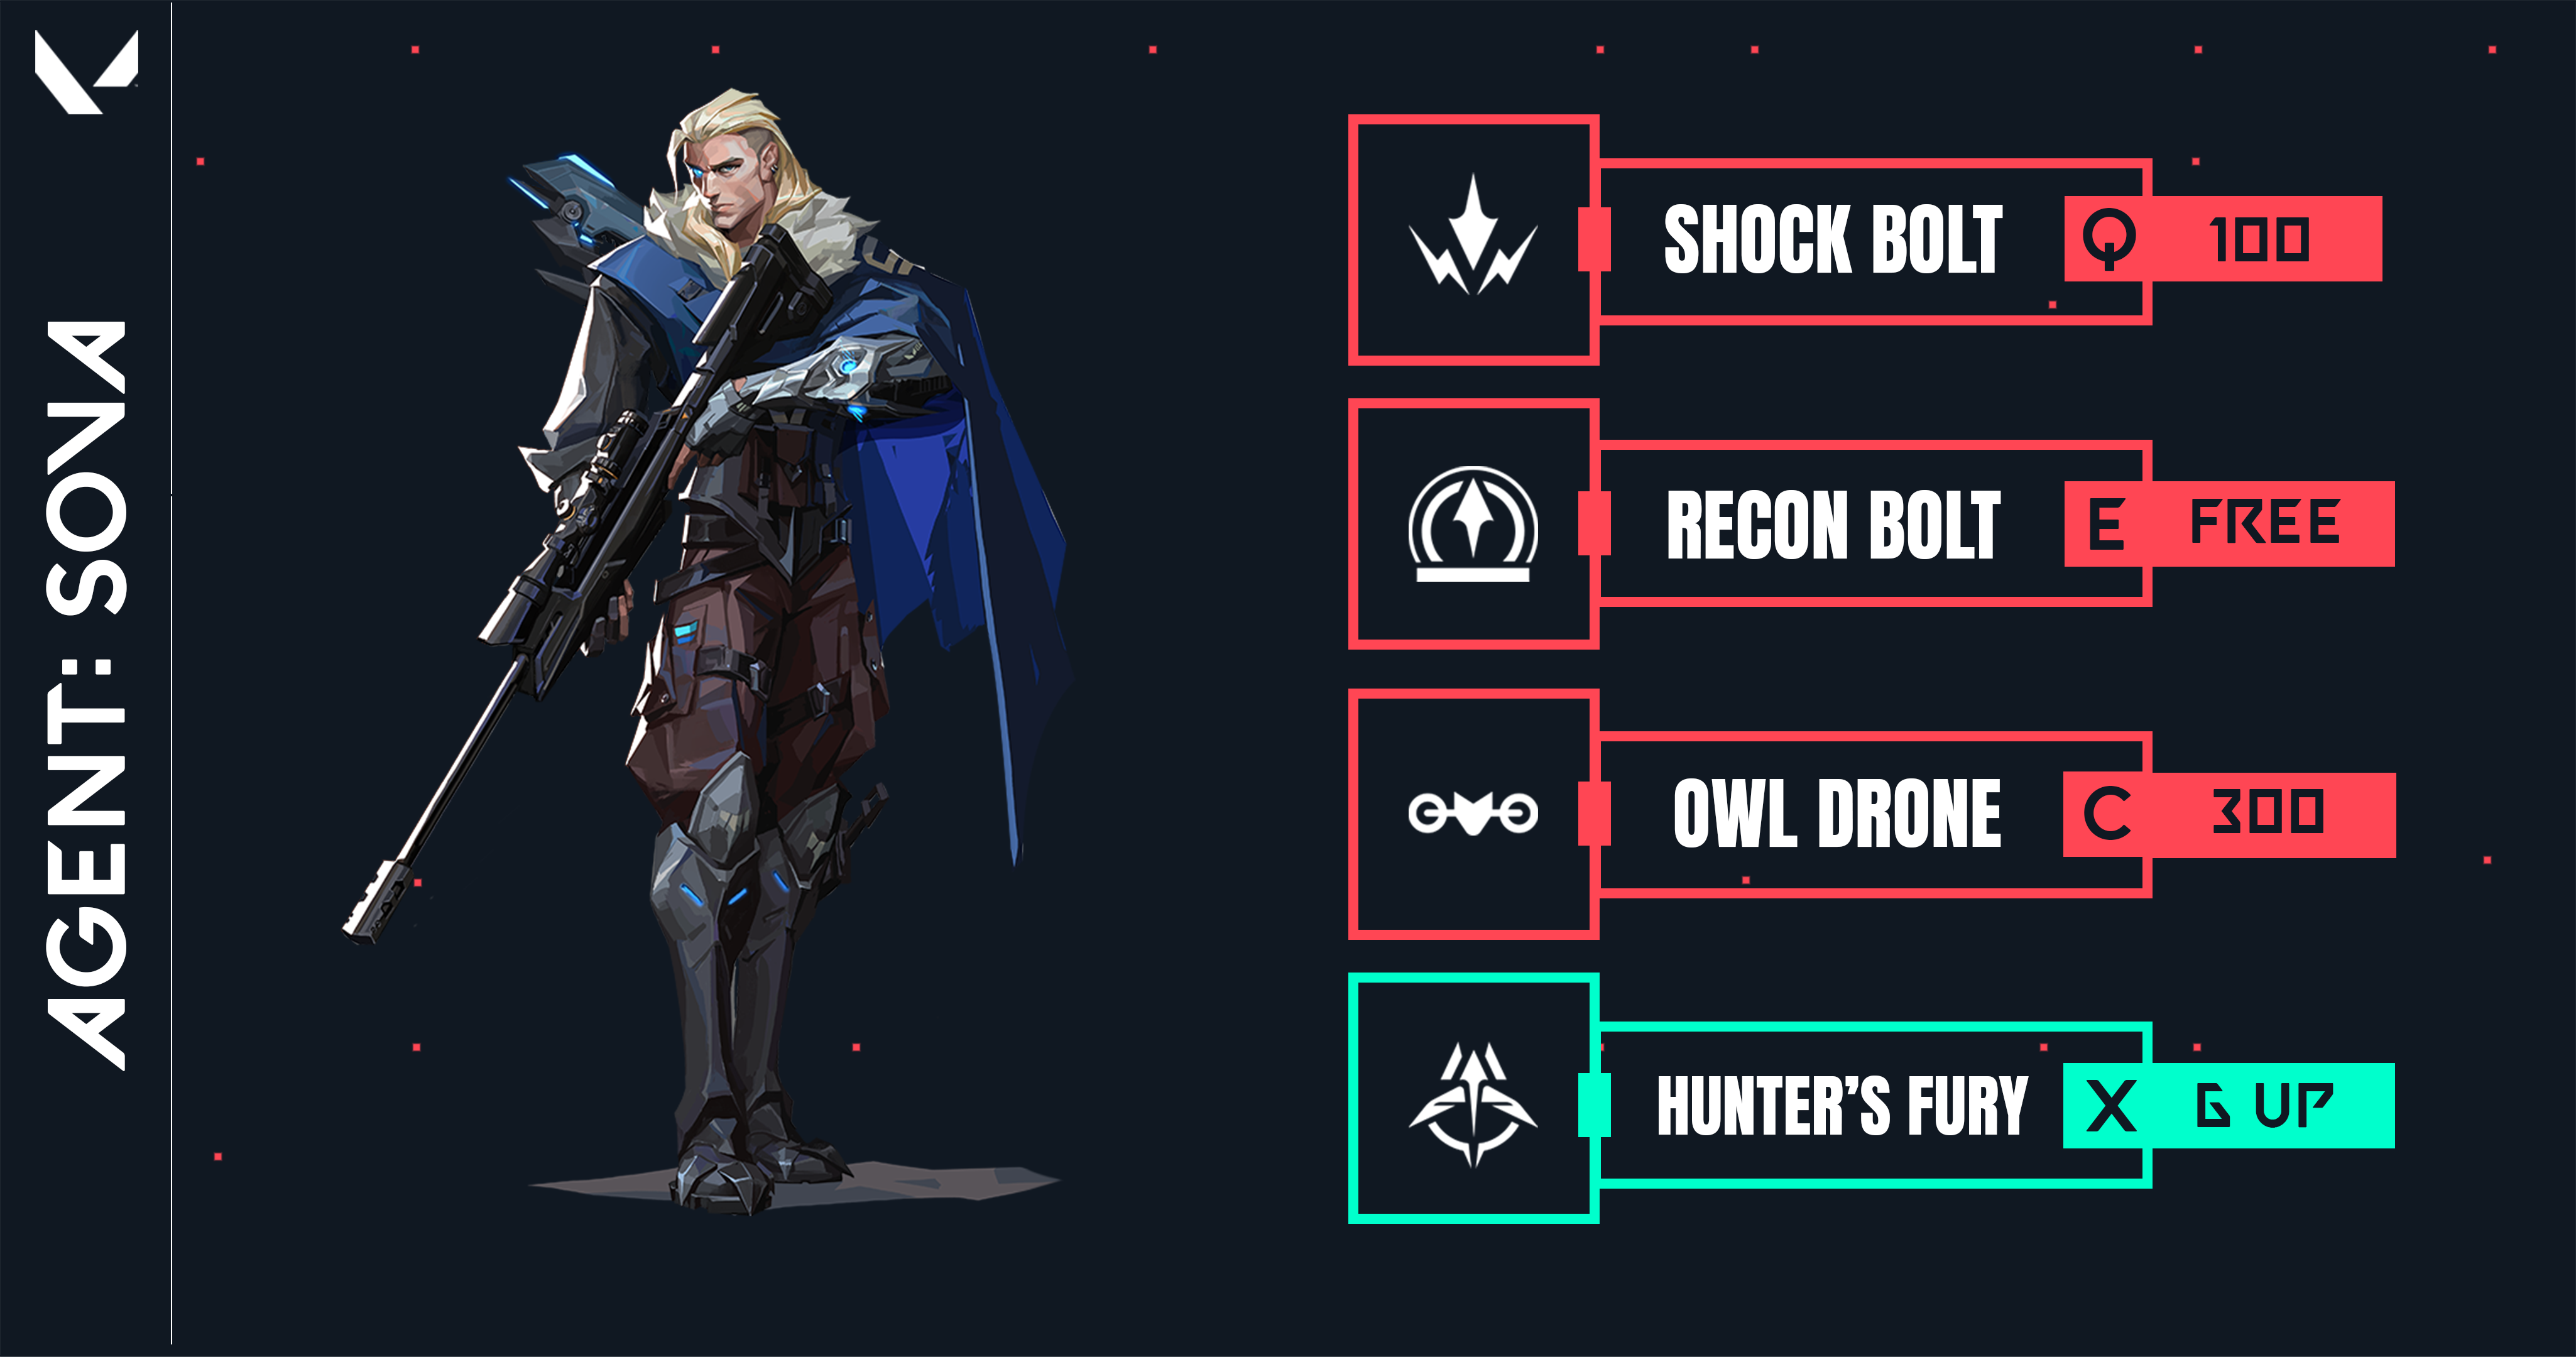 AGENT: SOVA
SHOCK BOLT Q 100
RECON BOLT E FREE
OWL DRONE C 300
HUNTER’S FURY X 6 UP